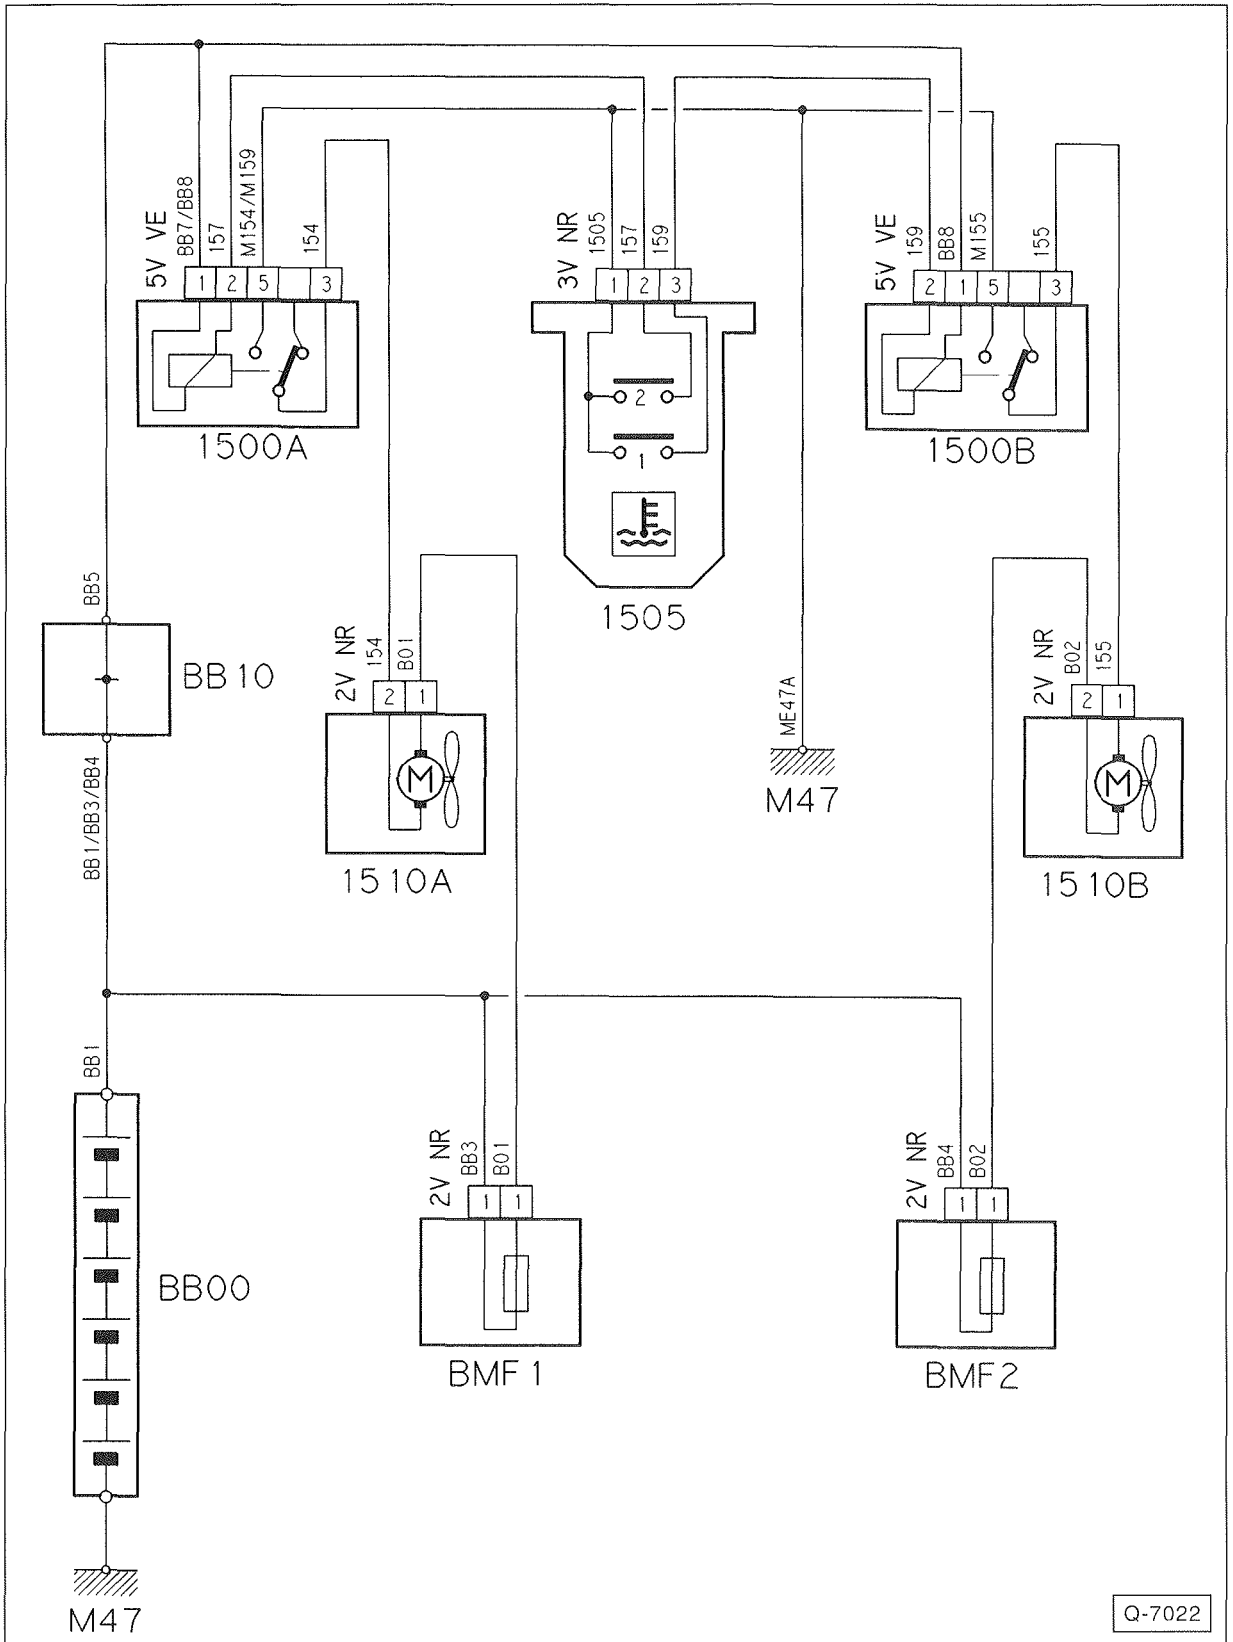 5V VE
BB7/BB8
157
M154/M159
154
1 2 5 3
1500A
3V NR
1505
157
159
1 2 3
2
1
1505
5V VE
159
BB8
M155
155
2 1 5 3
1500B
BB5
BB10
BB1/BB3/BB4
2V NR
154
B01
2 1
M
1510A
ME47A
M47
2V NR
B02
155
2 1
M
1510B
BB1
BB00
M47
2V NR
BB3
B01
1 1
BMF1
2V NR
BB4
B02
1 1
BMF2
Q-7022